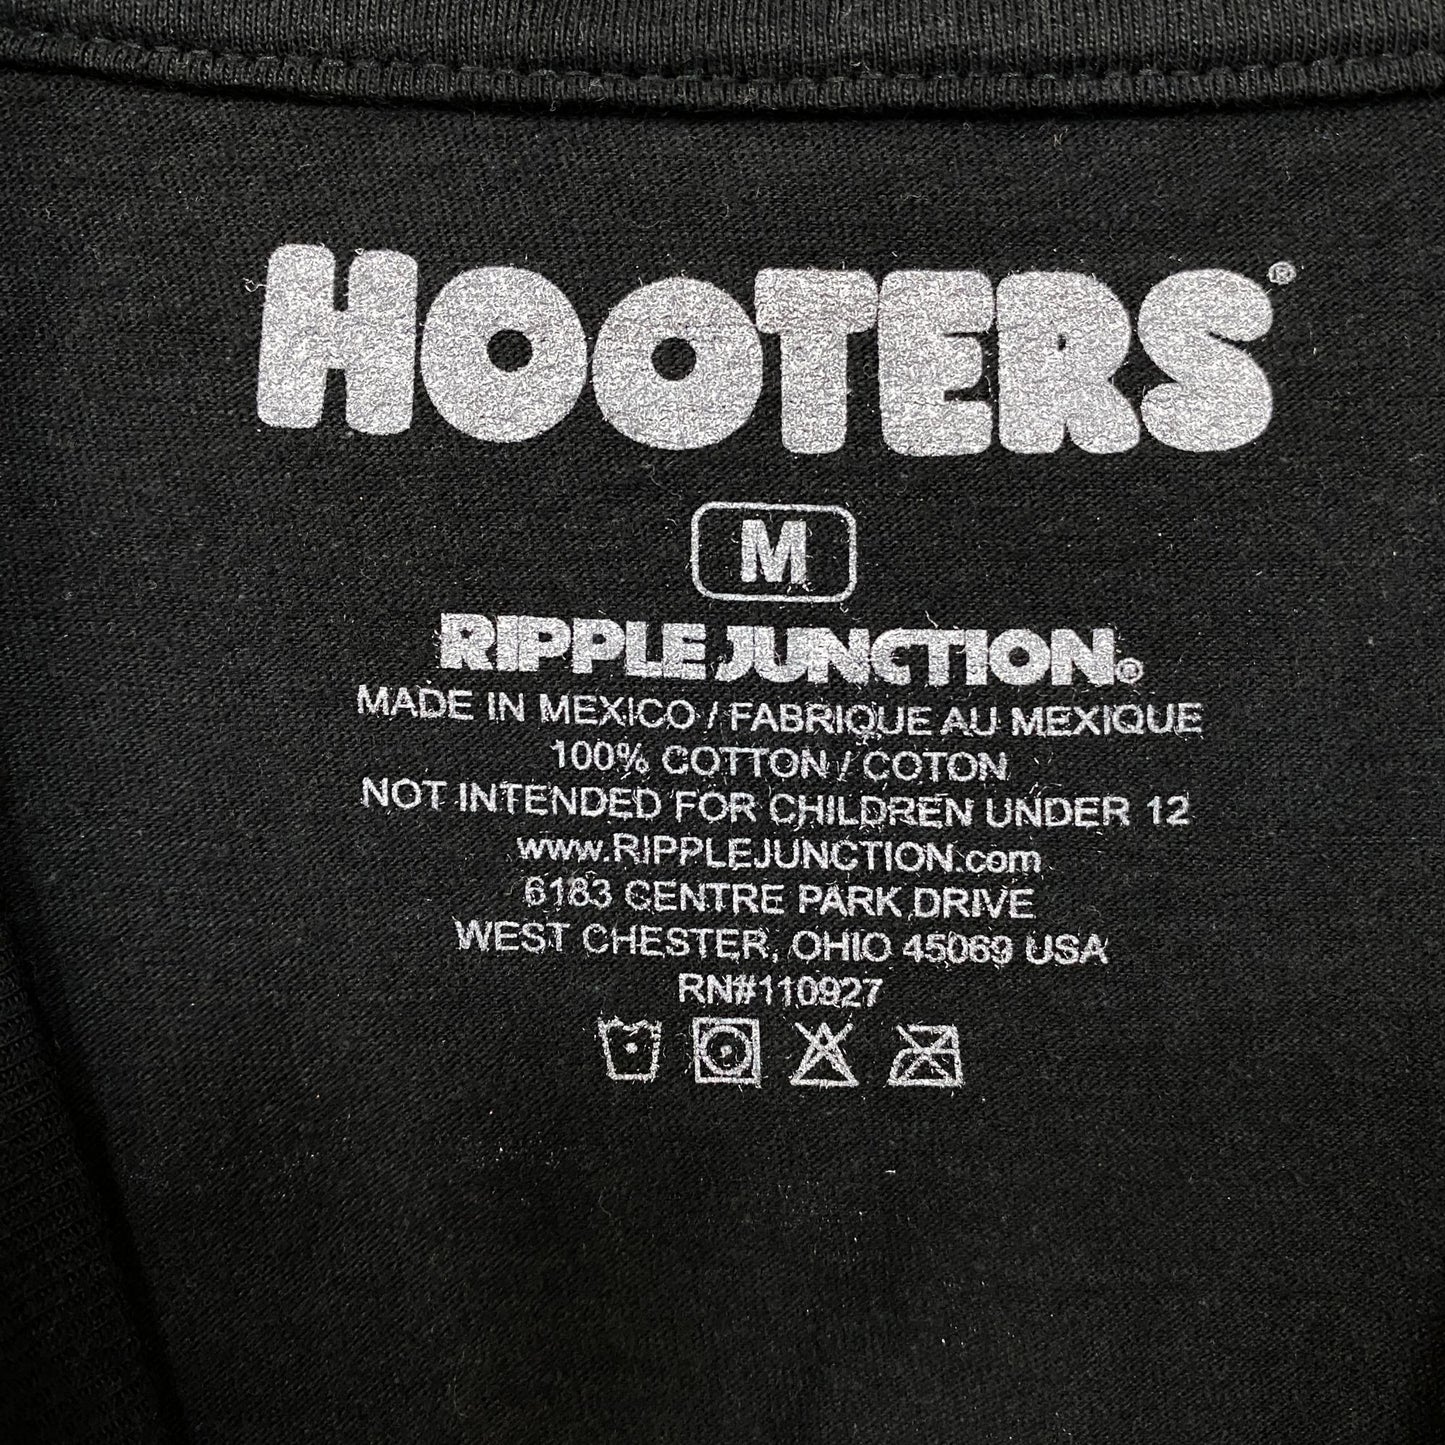 HOOTERS®
M
RIPPLE JUNCTION®
MADE IN MEXICO / FABRIQUE AU MEXIQUE
100% COTTON / COTON
NOT INTENDED FOR CHILDREN UNDER 12
www.RIPPLEJUNCTION.com
6183 CENTRE PARK DRIVE
WEST CHESTER, OHIO 45069 USA
RN#110927